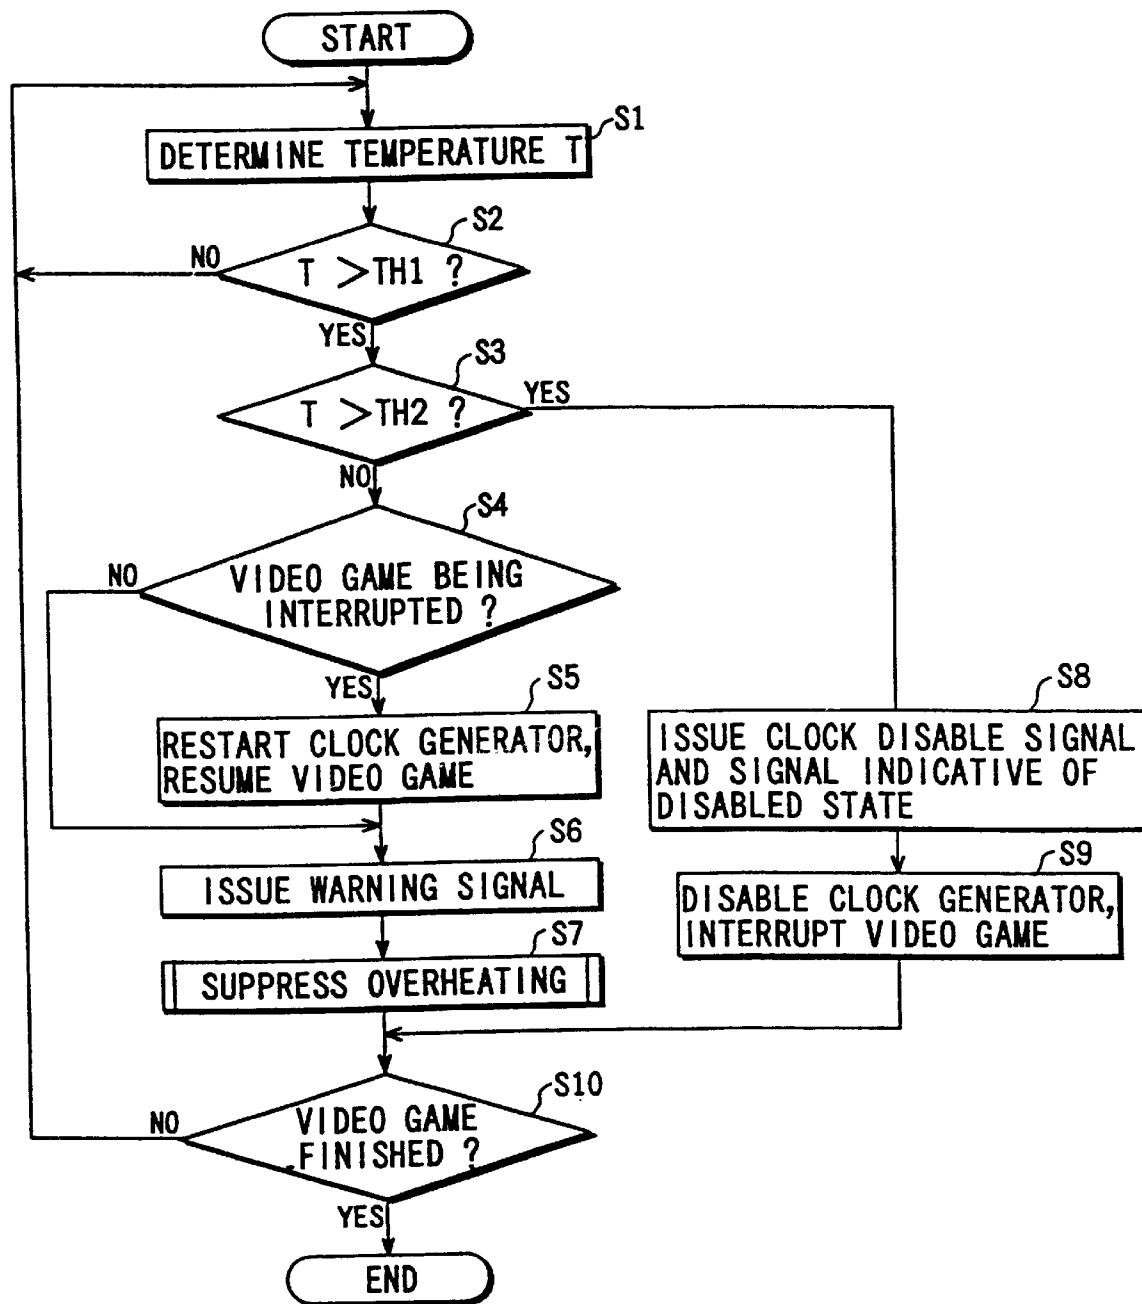 START
S1
DETERMINE TEMPERATURE T
S2
NO
T >TH1 ?
YES
S3
YES
T >TH2 ?
NO
S4
NO
VIDEO GAME BEING
INTERRUPTED ?
YES
S5
RESTART CLOCK GENERATOR,
RESUME VIDEO GAME
S8
ISSUE CLOCK DISABLE SIGNAL
AND SIGNAL INDICATIVE OF
DISABLED STATE
S6
ISSUE WARNING SIGNAL
S9
DISABLE CLOCK GENERATOR,
INTERRUPT VIDEO GAME
S7
SUPPRESS OVERHEATING
S10
NO
VIDEO GAME
FINISHED ?
YES
END